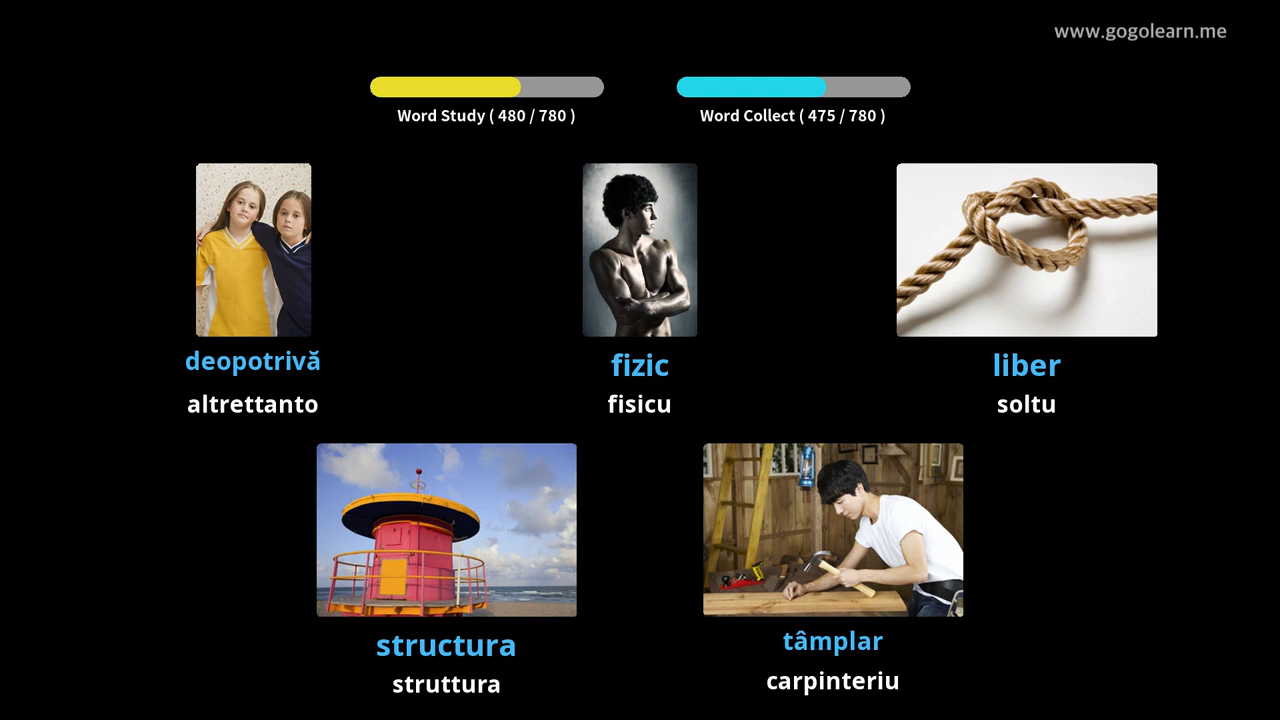 www.gogolearn.me
Word Study ( 480 / 780 )
Word Collect ( 475 / 780 )
deopotrivă
altrettanto
fizic
fisicu
liber
soltu
structura
struttura
tâmplar
carpinteriu